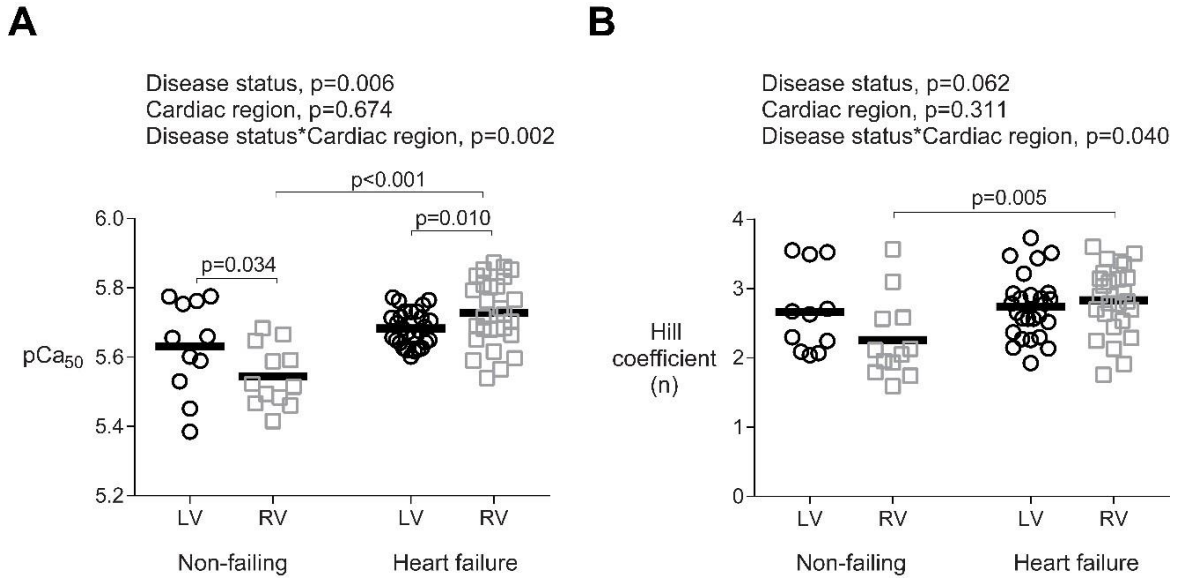 A
Disease status, p=0.006
Cardiac region, p=0.674
Disease status*Cardiac region, p=0.002
p<0.001
p=0.010
p=0.034
6.0
5.8
5.6
5.4
5.2
pCa50
LV
RV
LV
RV
Non-failing
Heart failure
B
Disease status, p=0.062
Cardiac region, p=0.311
Disease status*Cardiac region, p=0.040
p=0.005
4
3
2
1
0
Hill
coefficient
(n)
LV
RV
LV
RV
Non-failing
Heart failure